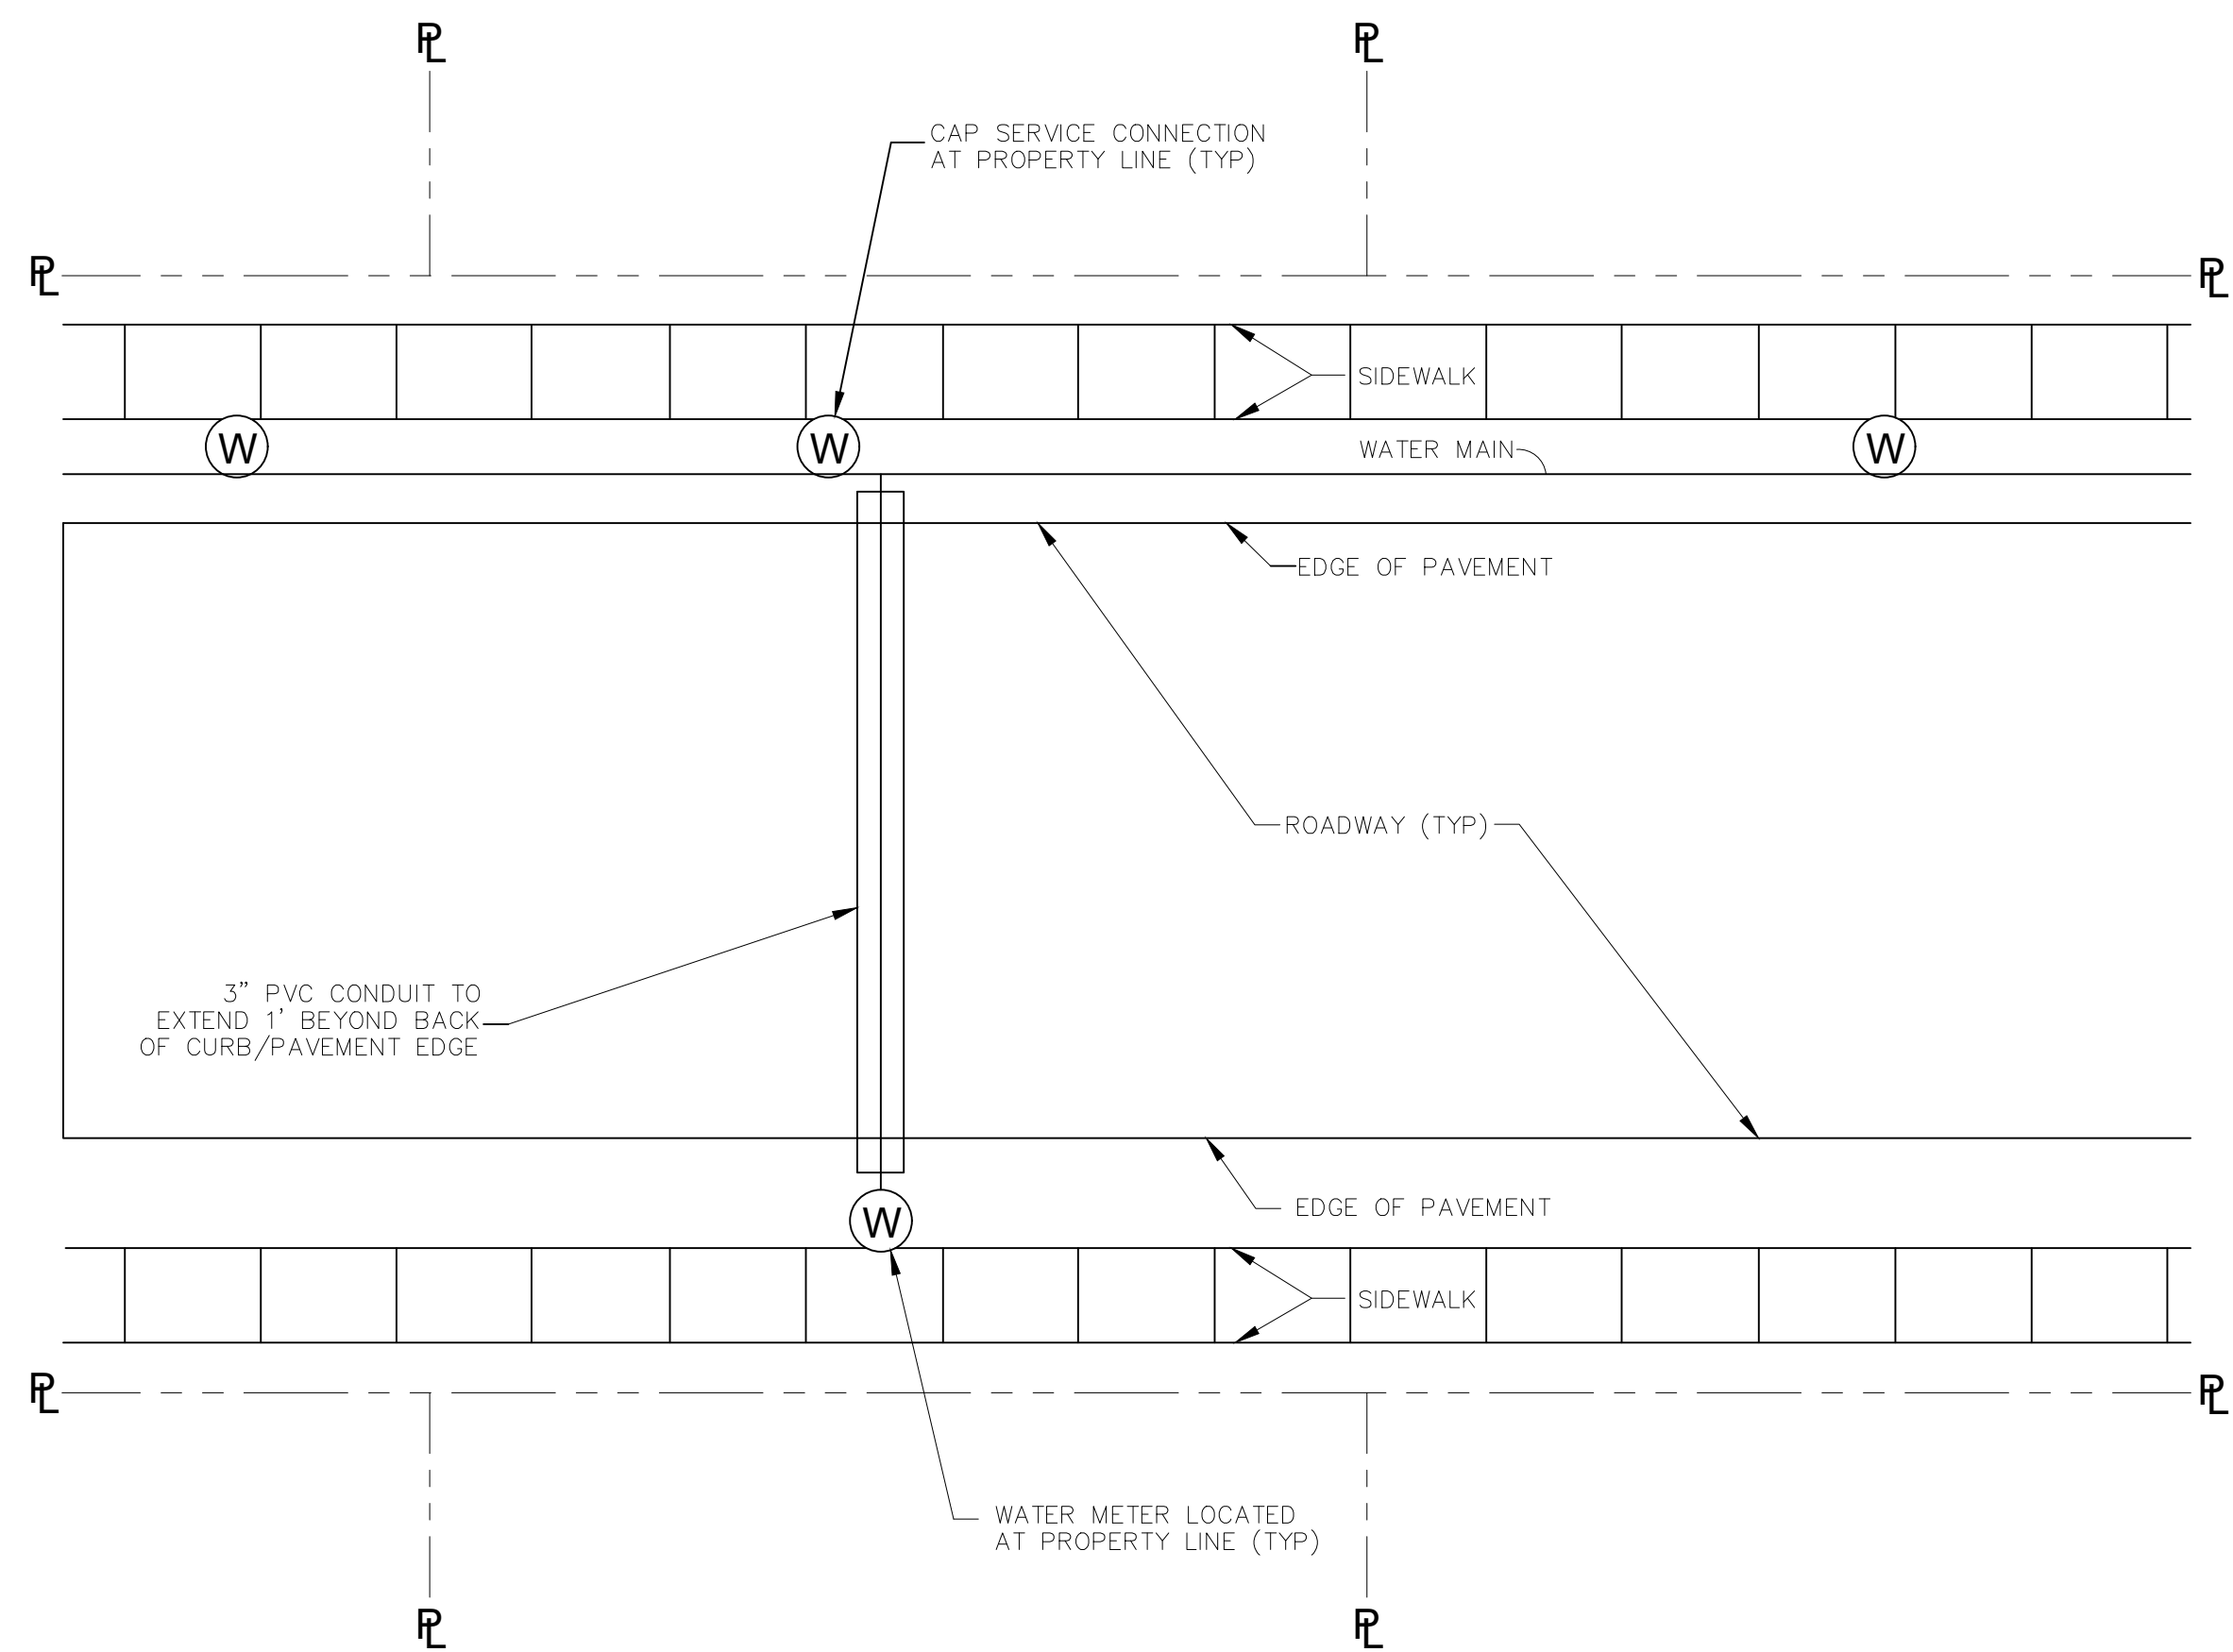 PL PL
CAP SERVICE CONNECTION
AT PROPERTY LINE (TYP)
PL PL
SIDEWALK
WATER MAIN
W W W
EDGE OF PAVEMENT
ROADWAY (TYP)
3" PVC CONDUIT TO
EXTEND 1' BEYOND BACK
OF CURB/PAVEMENT EDGE
EDGE OF PAVEMENT
W
SIDEWALK
PL PL
WATER METER LOCATED
AT PROPERTY LINE (TYP)
PL PL